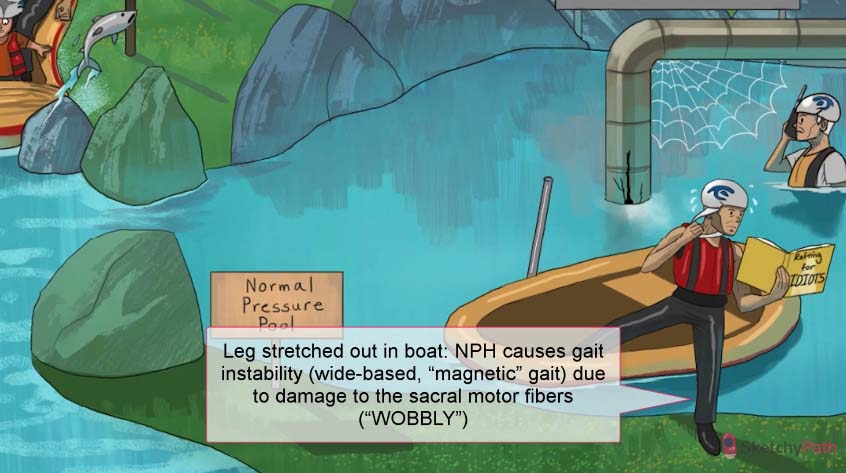 Rafting
for
IDIOTS
Normal
Pressure
Pool
Leg stretched out in boat: NPH causes gait
instability (wide-based, “magnetic” gait) due
to damage to the sacral motor fibers
(“WOBBLY”)
SketchyPath